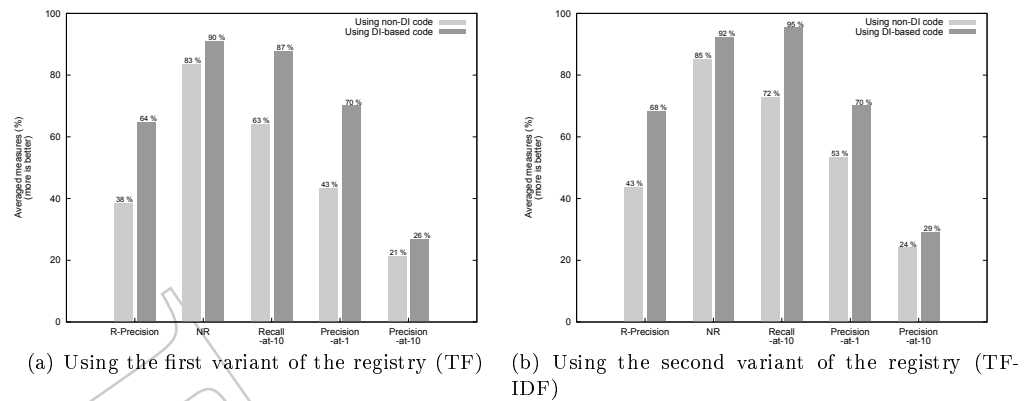 100
80
60
40
20
0
Averaged measures (%)
(more is better)
Using non-DI code
Using DI-based code
38 %
64 %
83 %
90 %
63 %
87 %
43 %
70 %
21 %
26 %
R-Precision
NR
Recall
-at-10
Precision
-at-1
Precision
-at-10
(a) Using the first variant of the registry (TF)
100
80
60
40
20
0
Averaged measures (%)
(more is better)
Using non-DI code
Using DI-based code
43 %
68 %
85 %
92 %
72 %
95 %
53 %
70 %
24 %
29 %
R-Precision
NR
Recall
-at-10
Precision
-at-1
Precision
-at-10
(b) Using the second variant of the registry (TF-
IDF)